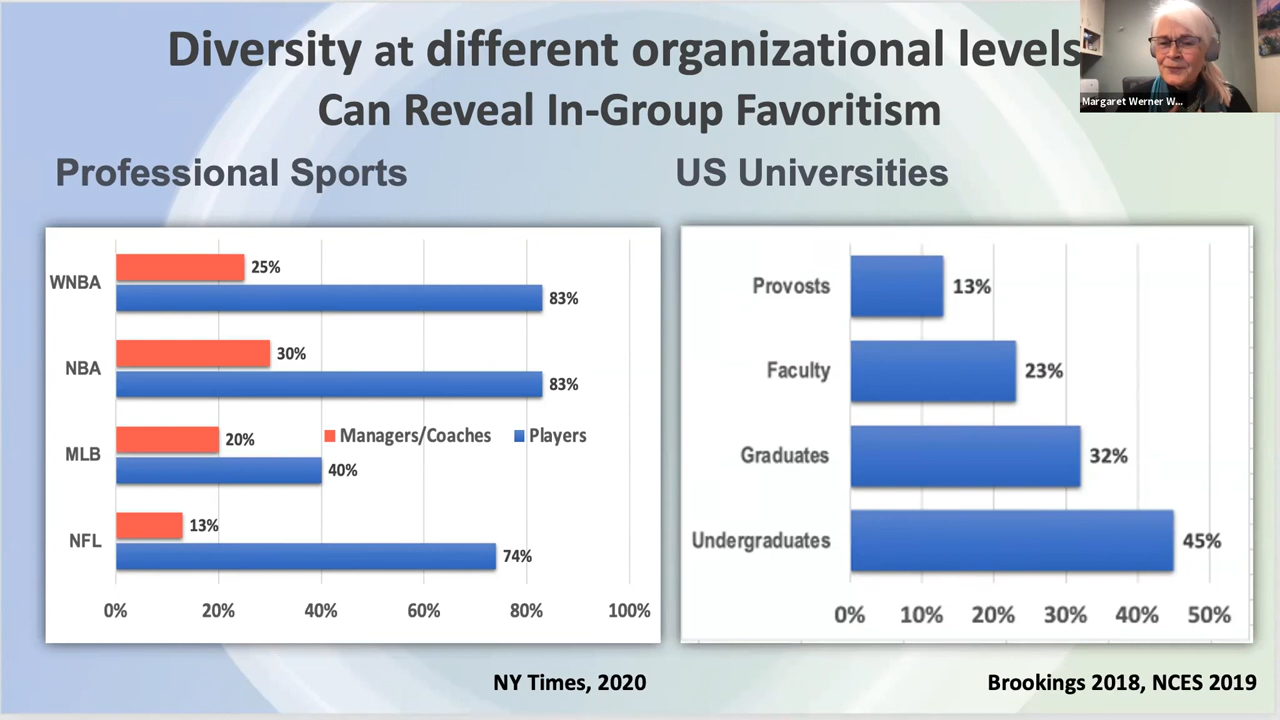 Diversity at different organizational levels
Can Reveal In-Group Favoritism
Margaret Werner W...
Professional Sports
US Universities
WNBA
25%
83%
NBA
30%
83%
Managers/Coaches
Players
MLB
20%
40%
NFL
13%
74%
0% 20% 40% 60% 80% 100%
Provosts
13%
Faculty
23%
Graduates
32%
Undergraduates
45%
0% 10% 20% 30% 40% 50%
NY Times, 2020
Brookings 2018, NCES 2019